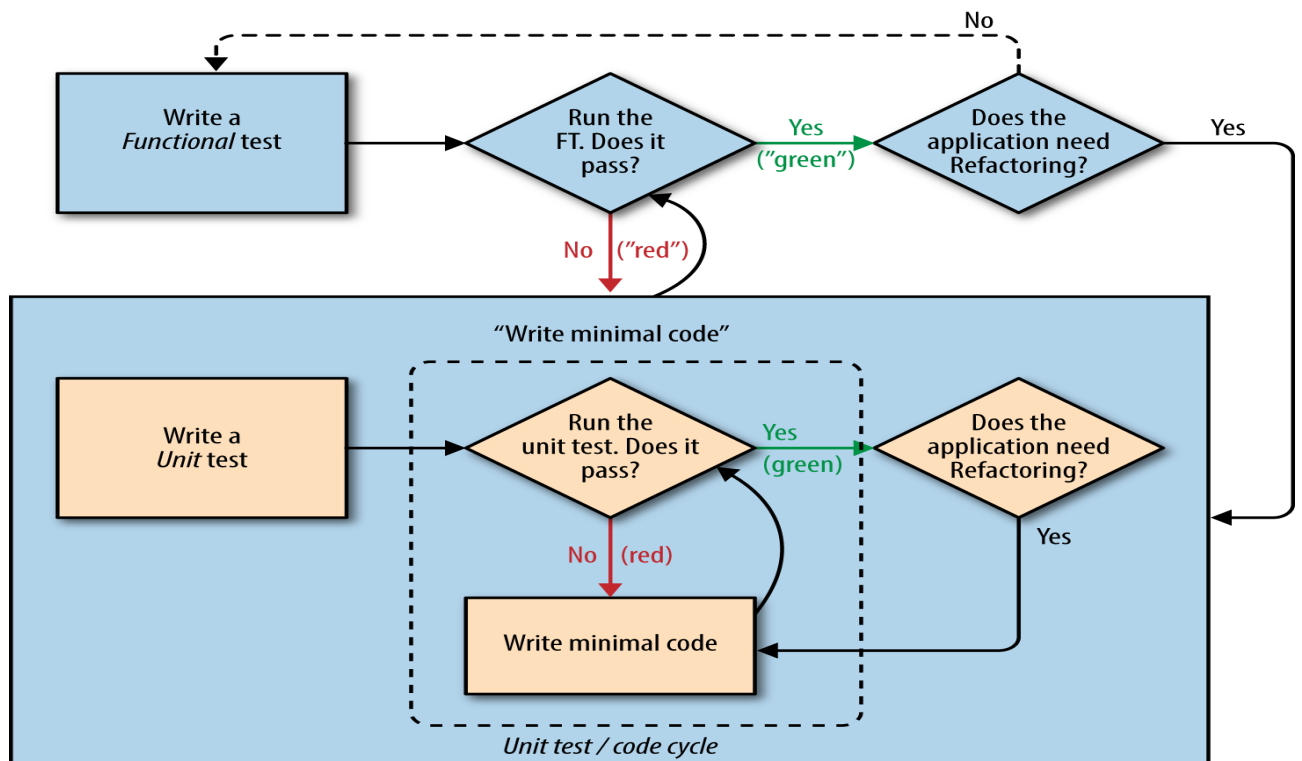 No
Write a
Functional test
Run the
FT. Does it
pass?
Yes
("green")
Does the
application need
Refactoring?
Yes
No ("red")
“Write minimal code”
Write a
Unit test
Run the
unit test. Does it
pass?
Yes
(green)
Does the
application need
Refactoring?
No (red)
Yes
Write minimal code
Unit test / code cycle